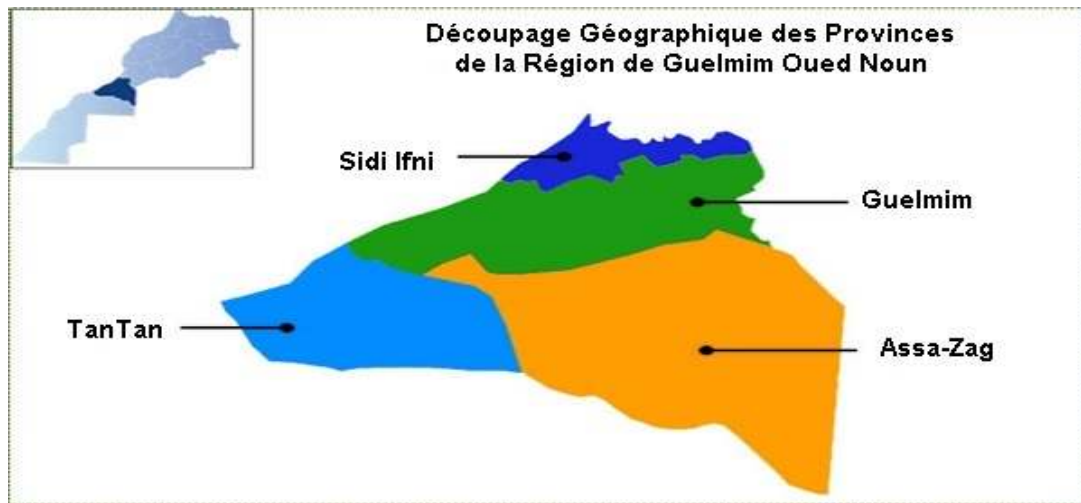 Découpage Géographique des Provinces
de la Région de Guelmim Oued Noun
Sidi Ifni
Guelmim
TanTan
Assa-Zag